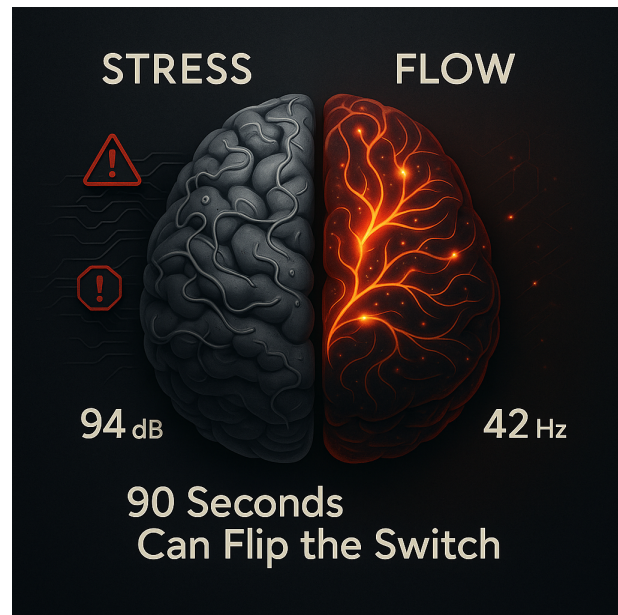 STRESS
FLOW
!
!
94 dB
42 Hz
90 Seconds
Can Flip the Switch